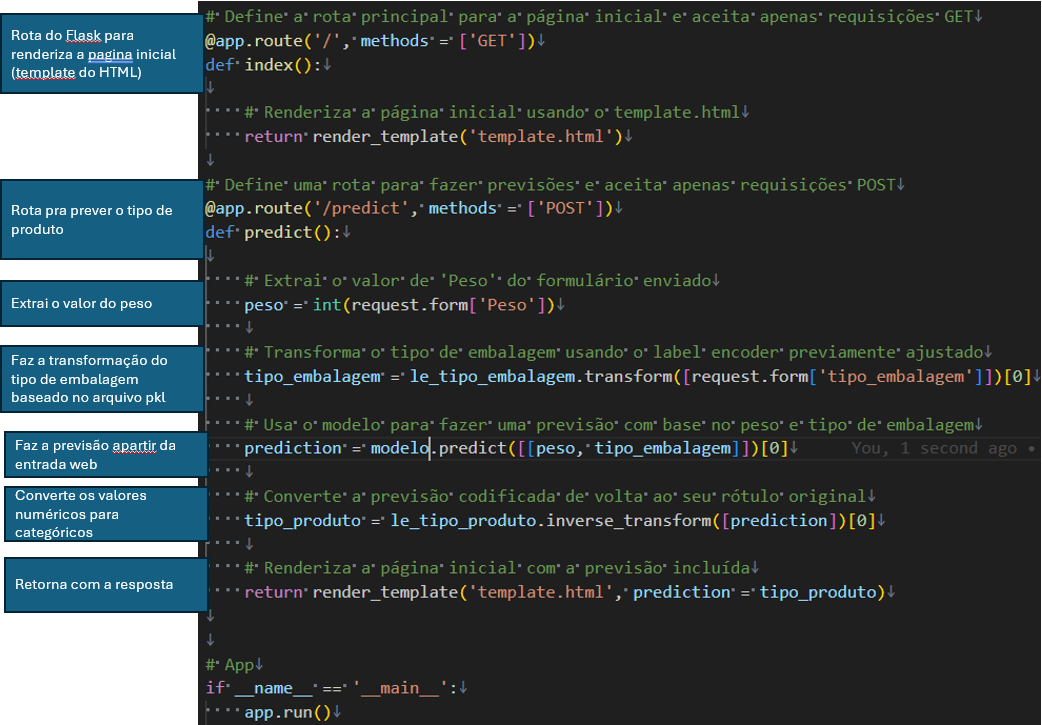 Rota do Flask para
renderiza a pagina inicial
(template do HTML)
# Define a rota principal para a página inicial e aceita apenas requisições GET↓
@app.route('/', methods = ['GET'])↓
def index():↓
↓
···· # Renderiza a página inicial usando o template.html↓
···· return render_template('template.html')↓
↓
Rota pra prever o tipo de
produto
# Define uma rota para fazer previsões e aceita apenas requisições POST↓
@app.route('/predict', methods = ['POST'])↓
def predict():↓
↓
Extrai o valor do peso
···· # Extrai o valor de 'Peso' do formulário enviado↓
···· peso = int(request.form['Peso'])↓
···· ↓
Faz a transformação do
tipo de embalagem
baseado no arquivo pkl
···· # Transforma o tipo de embalagem usando o label encoder previamente ajustado↓
···· tipo_embalagem = le_tipo_embalagem.transform([request.form['tipo_embalagem']])[0]↓
···· ↓
Faz a previsão apartir da
entrada web
···· # Usa o modelo para fazer uma previsão com base no peso e tipo de embalagem↓
···· prediction = modelo.predict([[peso, tipo_embalagem]])[0]↓ You, 1 second ago •
···· ↓
Converte os valores
numéricos para
categóricos
···· # Converte a previsão codificada de volta ao seu rótulo original↓
···· tipo_produto = le_tipo_produto.inverse_transform([prediction])[0]↓
···· ↓
Retorna com a resposta
···· # Renderiza a página inicial com a previsão incluída↓
···· return render_template('template.html', prediction = tipo_produto)↓
↓
↓
# App↓
if __name__ == '__main__':↓
···· app.run()↓